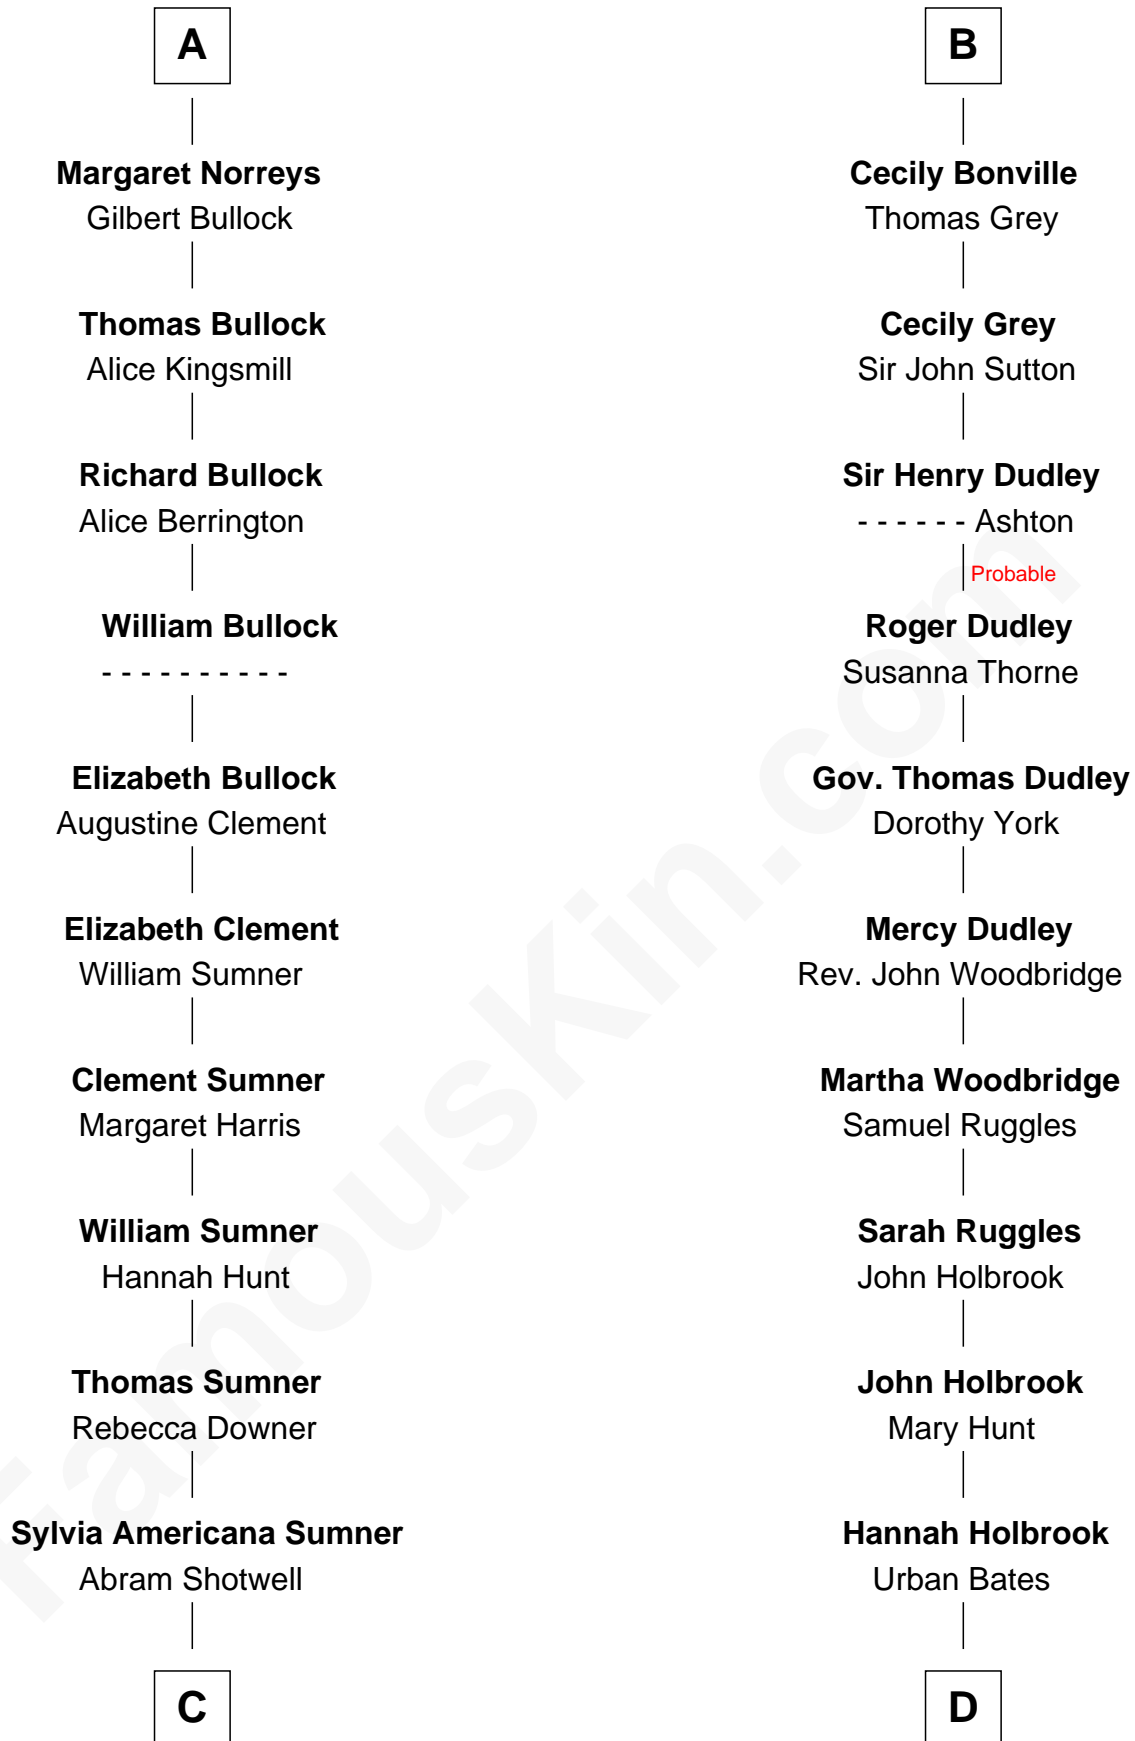 A
Margaret Norreys
Gilbert Bullock
Thomas Bullock
Alice Kingsmill
Richard Bullock
Alice Berrington
William Bullock
- - - - - - - - - -
Elizabeth Bullock
Augustine Clement
Elizabeth Clement
William Sumner
Clement Sumner
Margaret Harris
William Sumner
Hannah Hunt
Thomas Sumner
Rebecca Downer
Sylvia Americana Sumner
Abram Shotwell
C
B
Cecily Bonville
Thomas Grey
Cecily Grey
Sir John Sutton
Sir Henry Dudley
- - - - - - Ashton
Probable
Roger Dudley
Susanna Thorne
Gov. Thomas Dudley
Dorothy York
Mercy Dudley
Rev. John Woodbridge
Martha Woodbridge
Samuel Ruggles
Sarah Ruggles
John Holbrook
John Holbrook
Mary Hunt
Hannah Holbrook
Urban Bates
D
FamousKin.com